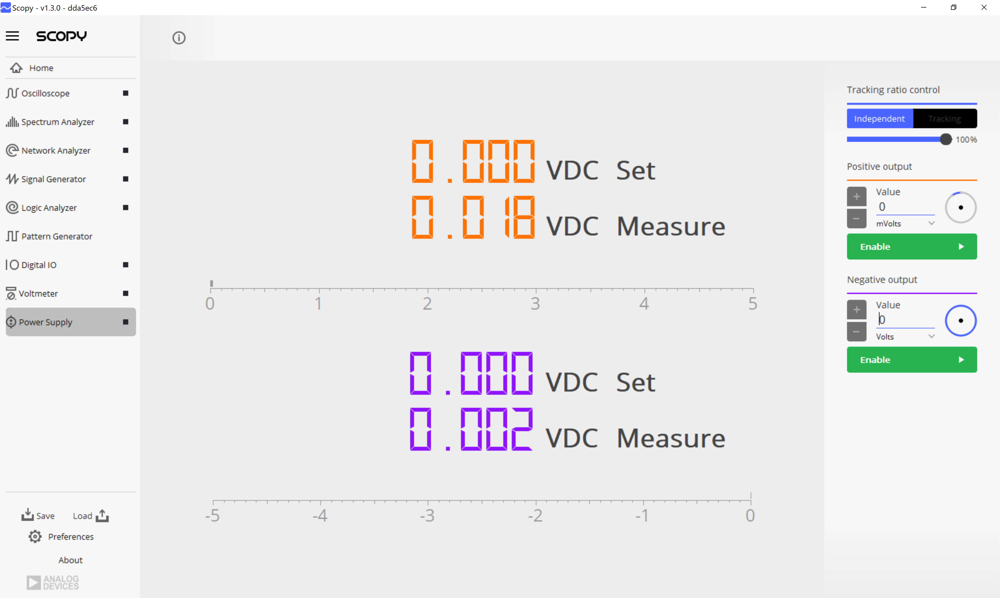 Scopy - v1.3.0 - dda5ec6
SCOPY
Home
Oscilloscope
Spectrum Analyzer
Network Analyzer
Signal Generator
Logic Analyzer
Pattern Generator
Digital IO
Voltmeter
Power Supply
Save Load
Preferences
About
ANALOG
DEVICES
0.000 VDC Set
0.018 VDC Measure
0 1 2 3 4 5
0.000 VDC Set
0.002 VDC Measure
-5 -4 -3 -2 -1 0
Tracking ratio control
Independent Tracking
100%
Positive output
Value
0
mVolts
Enable
Negative output
Value
0
Volts
Enable